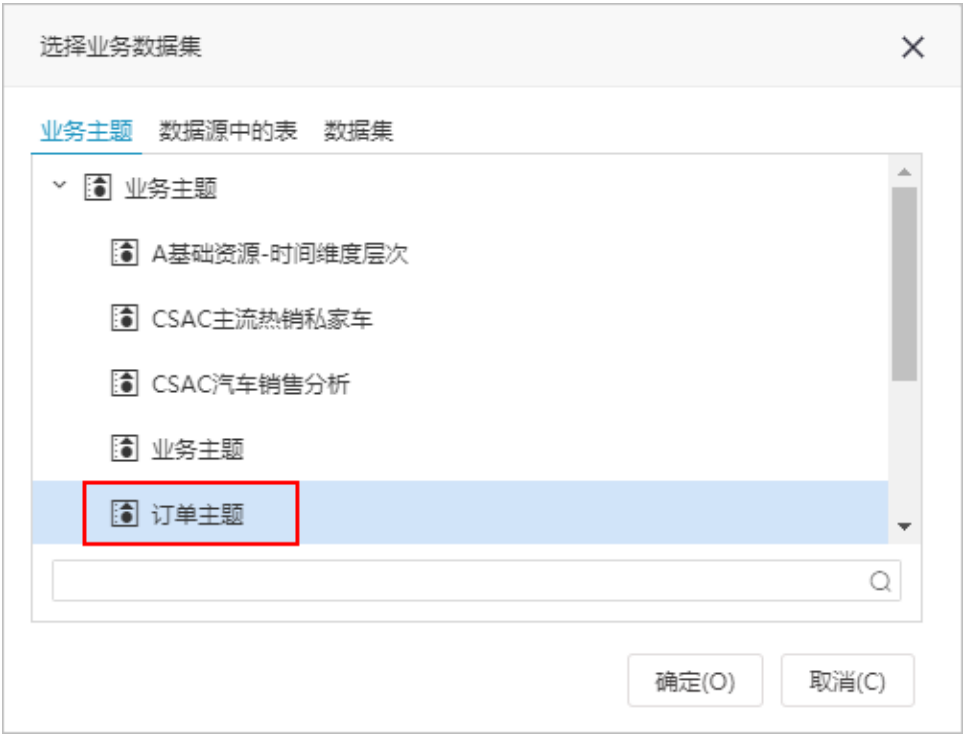 选择业务数据集
业务主题 数据源中的表 数据集
业务主题
A基础资源-时间维度层次
CSAC主流热销私家车
CSAC汽车销售分析
业务主题
订单主题
确定(O) 取消(C)